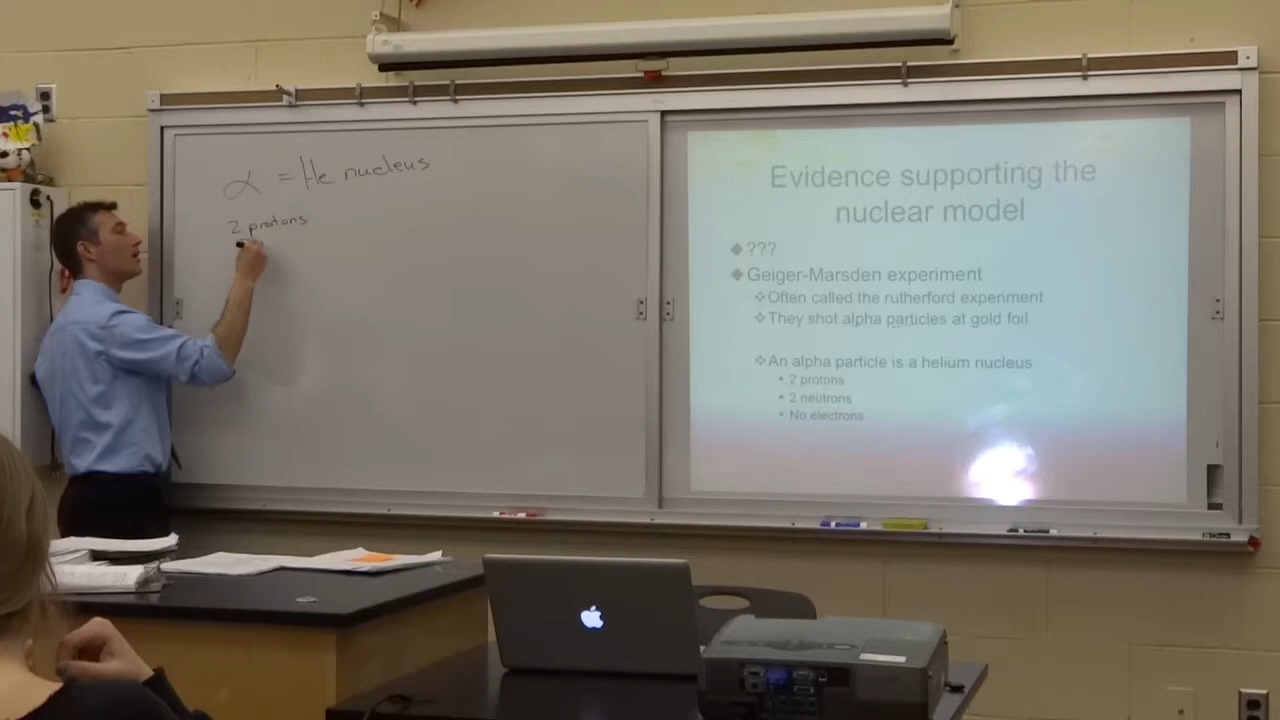 α = He nucleus
2 protons
Evidence supporting the
nuclear model
???
Geiger-Marsden experiment
Often called the rutherford experiment
They shot alpha particles at gold foil
An alpha particle is a helium nucleus
2 protons
2 neutrons
No electrons